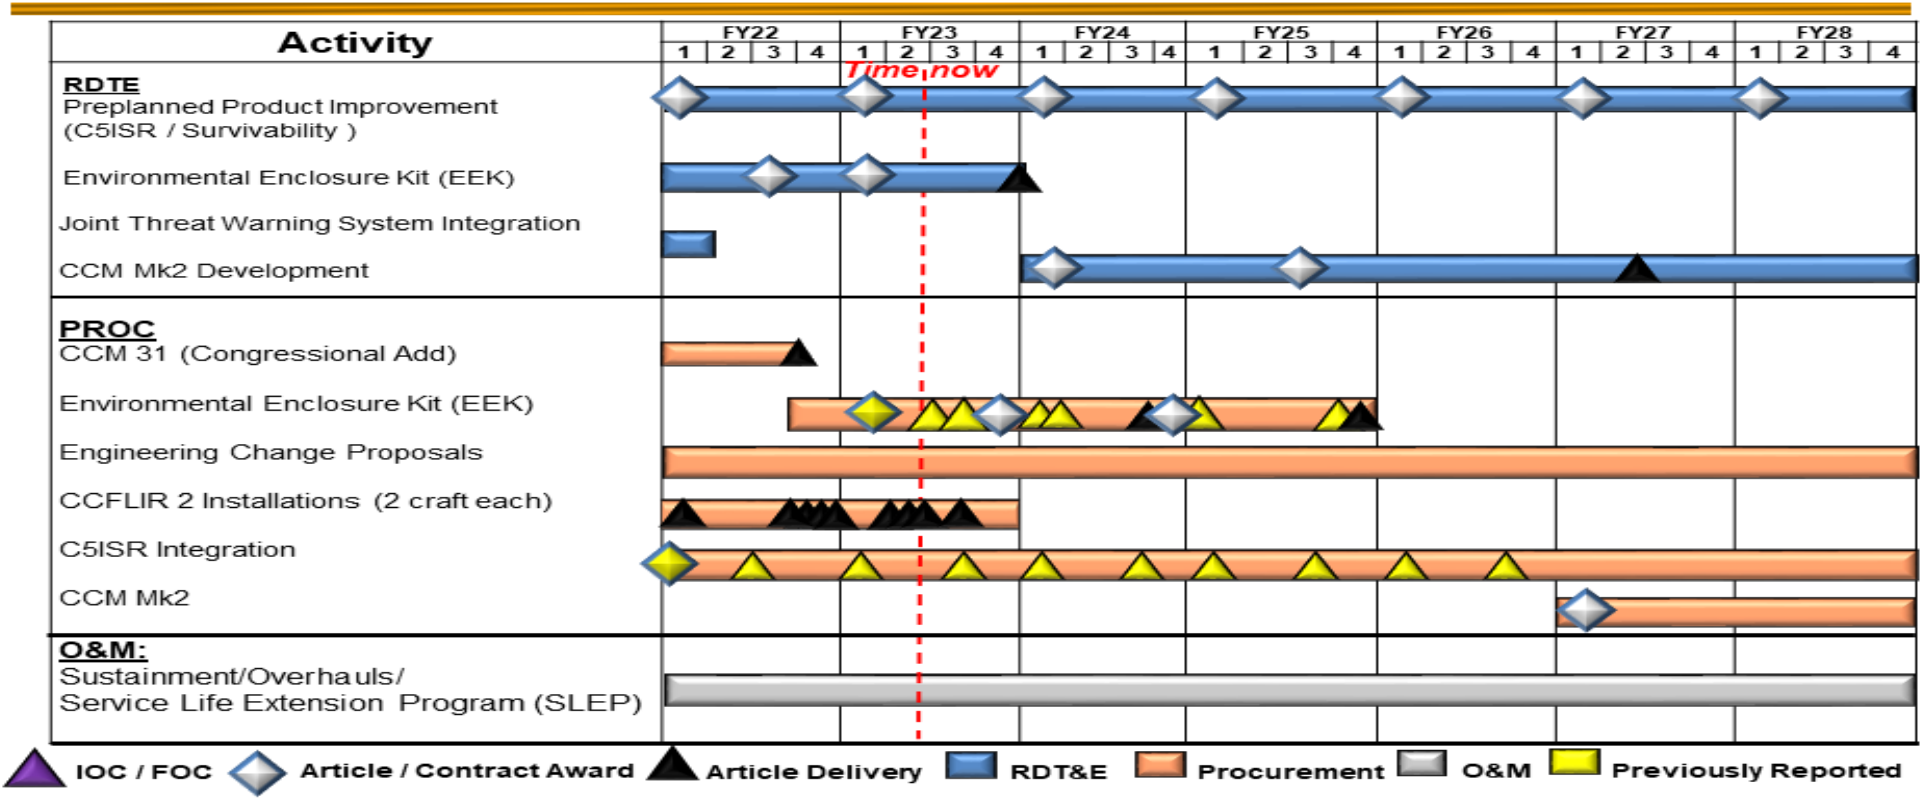 Activity
FY22 FY23 FY24 FY25 FY26 FY27 FY28
1 2 3 4 1 2 3 4 1 2 3 4 1 2 3 4 1 2 3 4 1 2 3 4 1 2 3 4
Time now
RDTE
Preplanned Product Improvement
(C5ISR / Survivability )
Environmental Enclosure Kit (EEK)
Joint Threat Warning System Integration
CCM Mk2 Development
PROC
CCM 31 (Congressional Add)
Environmental Enclosure Kit (EEK)
Engineering Change Proposals
CCFLIR 2 Installations (2 craft each)
C5ISR Integration
CCM Mk2
O&M:
Sustainment/Overhauls/
Service Life Extension Program (SLEP)
IOC / FOC Article / Contract Award Article Delivery RDT&E Procurement O&M Previously Reported